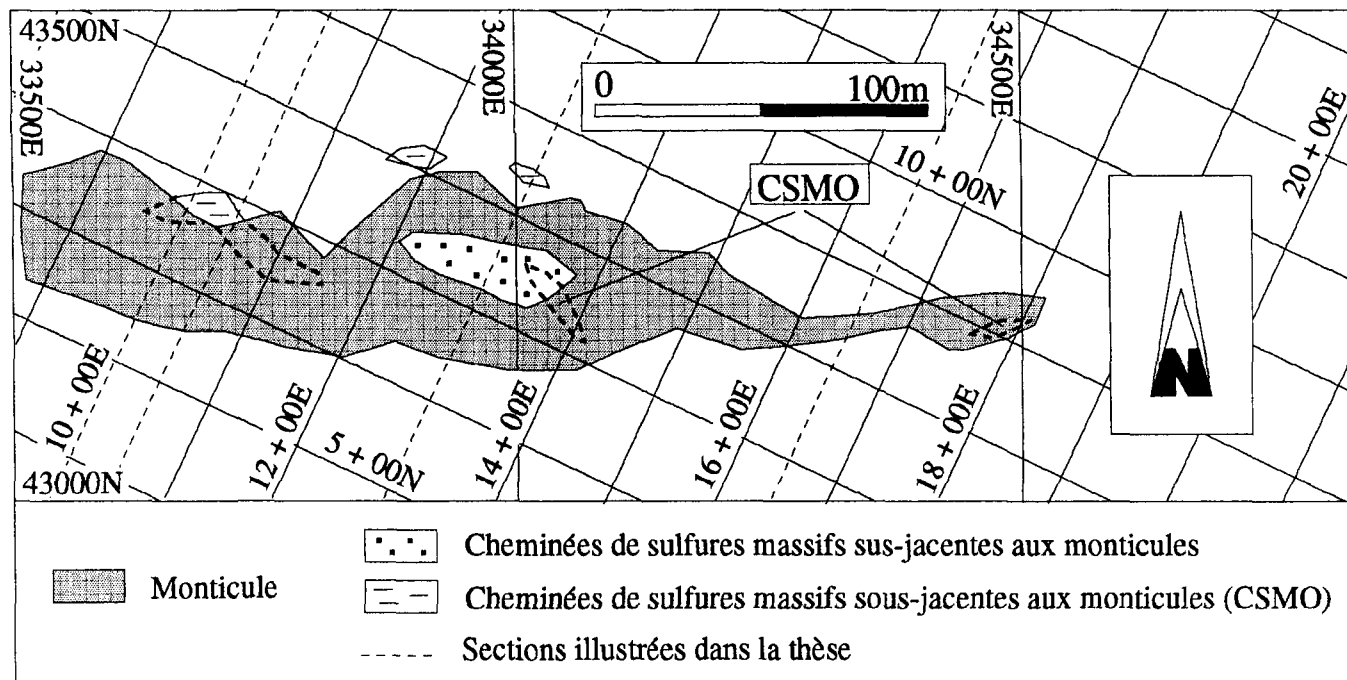 43500N
33500E
34000E
34500E
0 100m
10 + 00N
20 + 00E
CSMO
N
10 + 00E
12 + 00E
5 + 00N
14 + 00E
16 + 00E
18 + 00E
43000N
Cheminées de sulfures massifs sus-jacentes aux monticules
Monticule
Cheminées de sulfures massifs sous-jacentes aux monticules (CSMO)
Sections illustrées dans la thèse